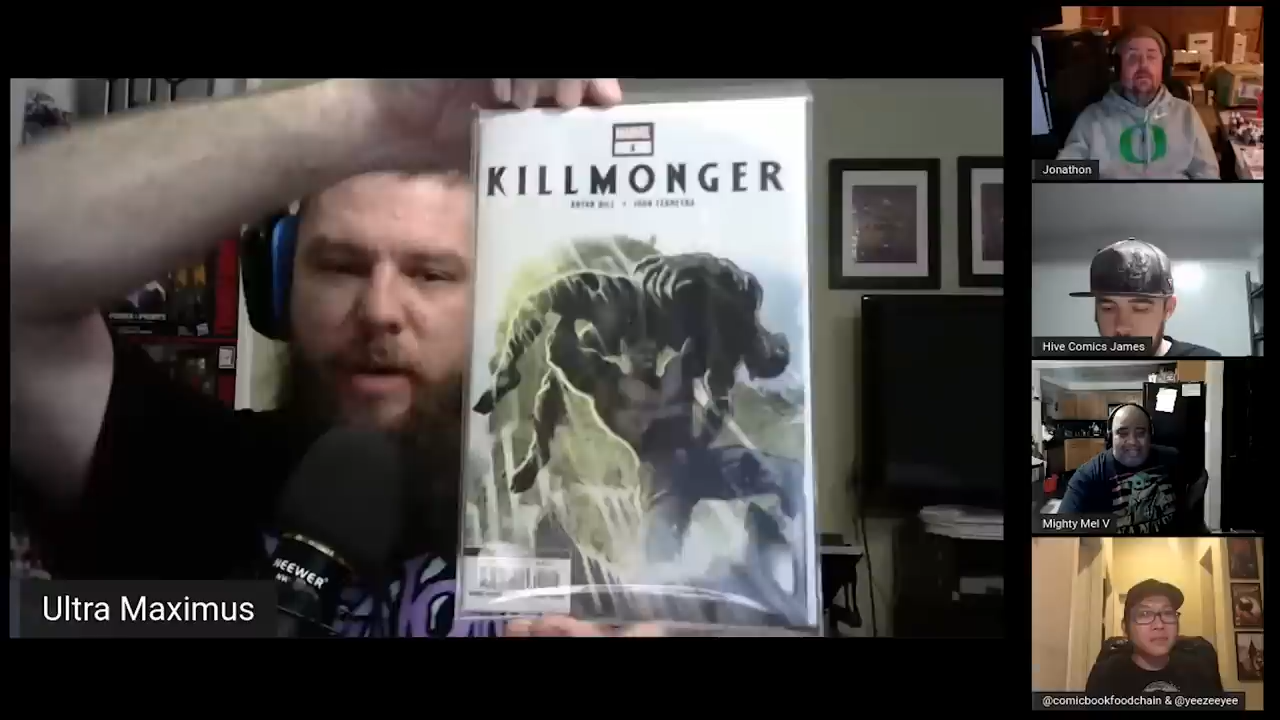 MARVEL
KILLMONGER
NEEWER
Ultra Maximus
Jonathon
Hive Comics James
Mighty Mel V
@comicbookfoodchain & @yeezeeyee